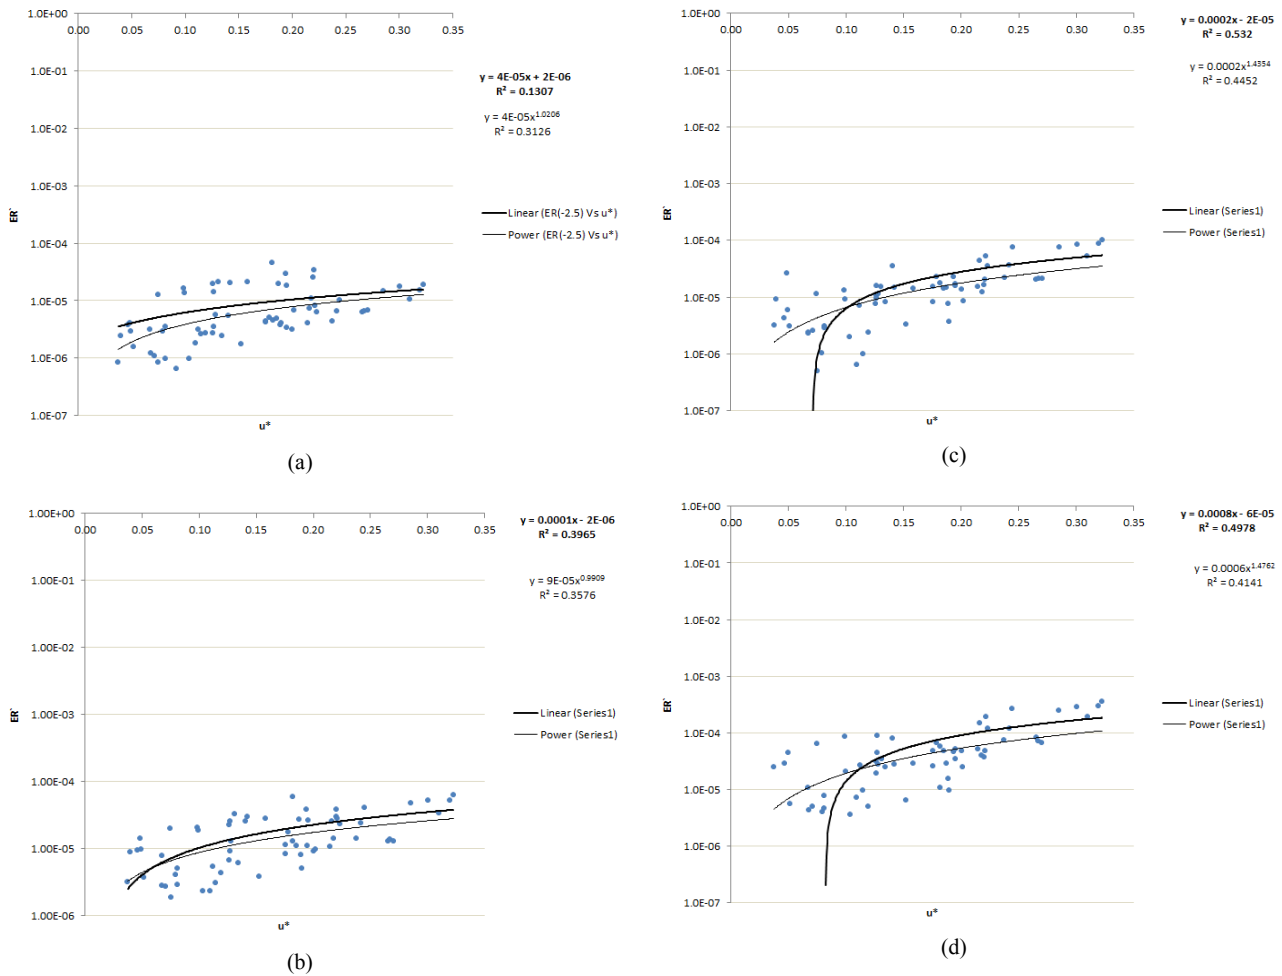 1.0E+00
0.00 0.05 0.10 0.15 0.20 0.25 0.30 0.35
1.0E-01
1.0E-02
1.0E-03
1.0E-04
1.0E-05
1.0E-06
1.0E-07
ER`
u*
y = 4E-05x + 2E-06
R² = 0.1307
y = 4E-05x^1.0206
R² = 0.3126
Linear (ER(-2.5) Vs u*)
Power (ER(-2.5) Vs u*)
(a)
1.0E+00
0.00 0.05 0.10 0.15 0.20 0.25 0.30 0.35
1.0E-01
1.0E-02
1.0E-03
1.0E-04
1.0E-05
1.0E-06
1.0E-07
ER`
u*
y = 0.0002x - 2E-05
R² = 0.532
y = 0.0002x^1.4354
R² = 0.4452
Linear (Series1)
Power (Series1)
(c)
1.00E+00
0.00 0.05 0.10 0.15 0.20 0.25 0.30 0.35
1.00E-01
1.00E-02
1.00E-03
1.00E-04
1.00E-05
1.00E-06
ER`
u*
y = 0.0001x - 2E-06
R² = 0.3965
y = 9E-05x^0.9909
R² = 0.3576
Linear (Series1)
Power (Series1)
(b)
1.0E+00
0.00 0.05 0.10 0.15 0.20 0.25 0.30 0.35
1.0E-01
1.0E-02
1.0E-03
1.0E-04
1.0E-05
1.0E-06
1.0E-07
ER`
u*
y = 0.0008x - 6E-05
R² = 0.4978
y = 0.0006x^1.4762
R² = 0.4141
Linear (Series1)
Power (Series1)
(d)